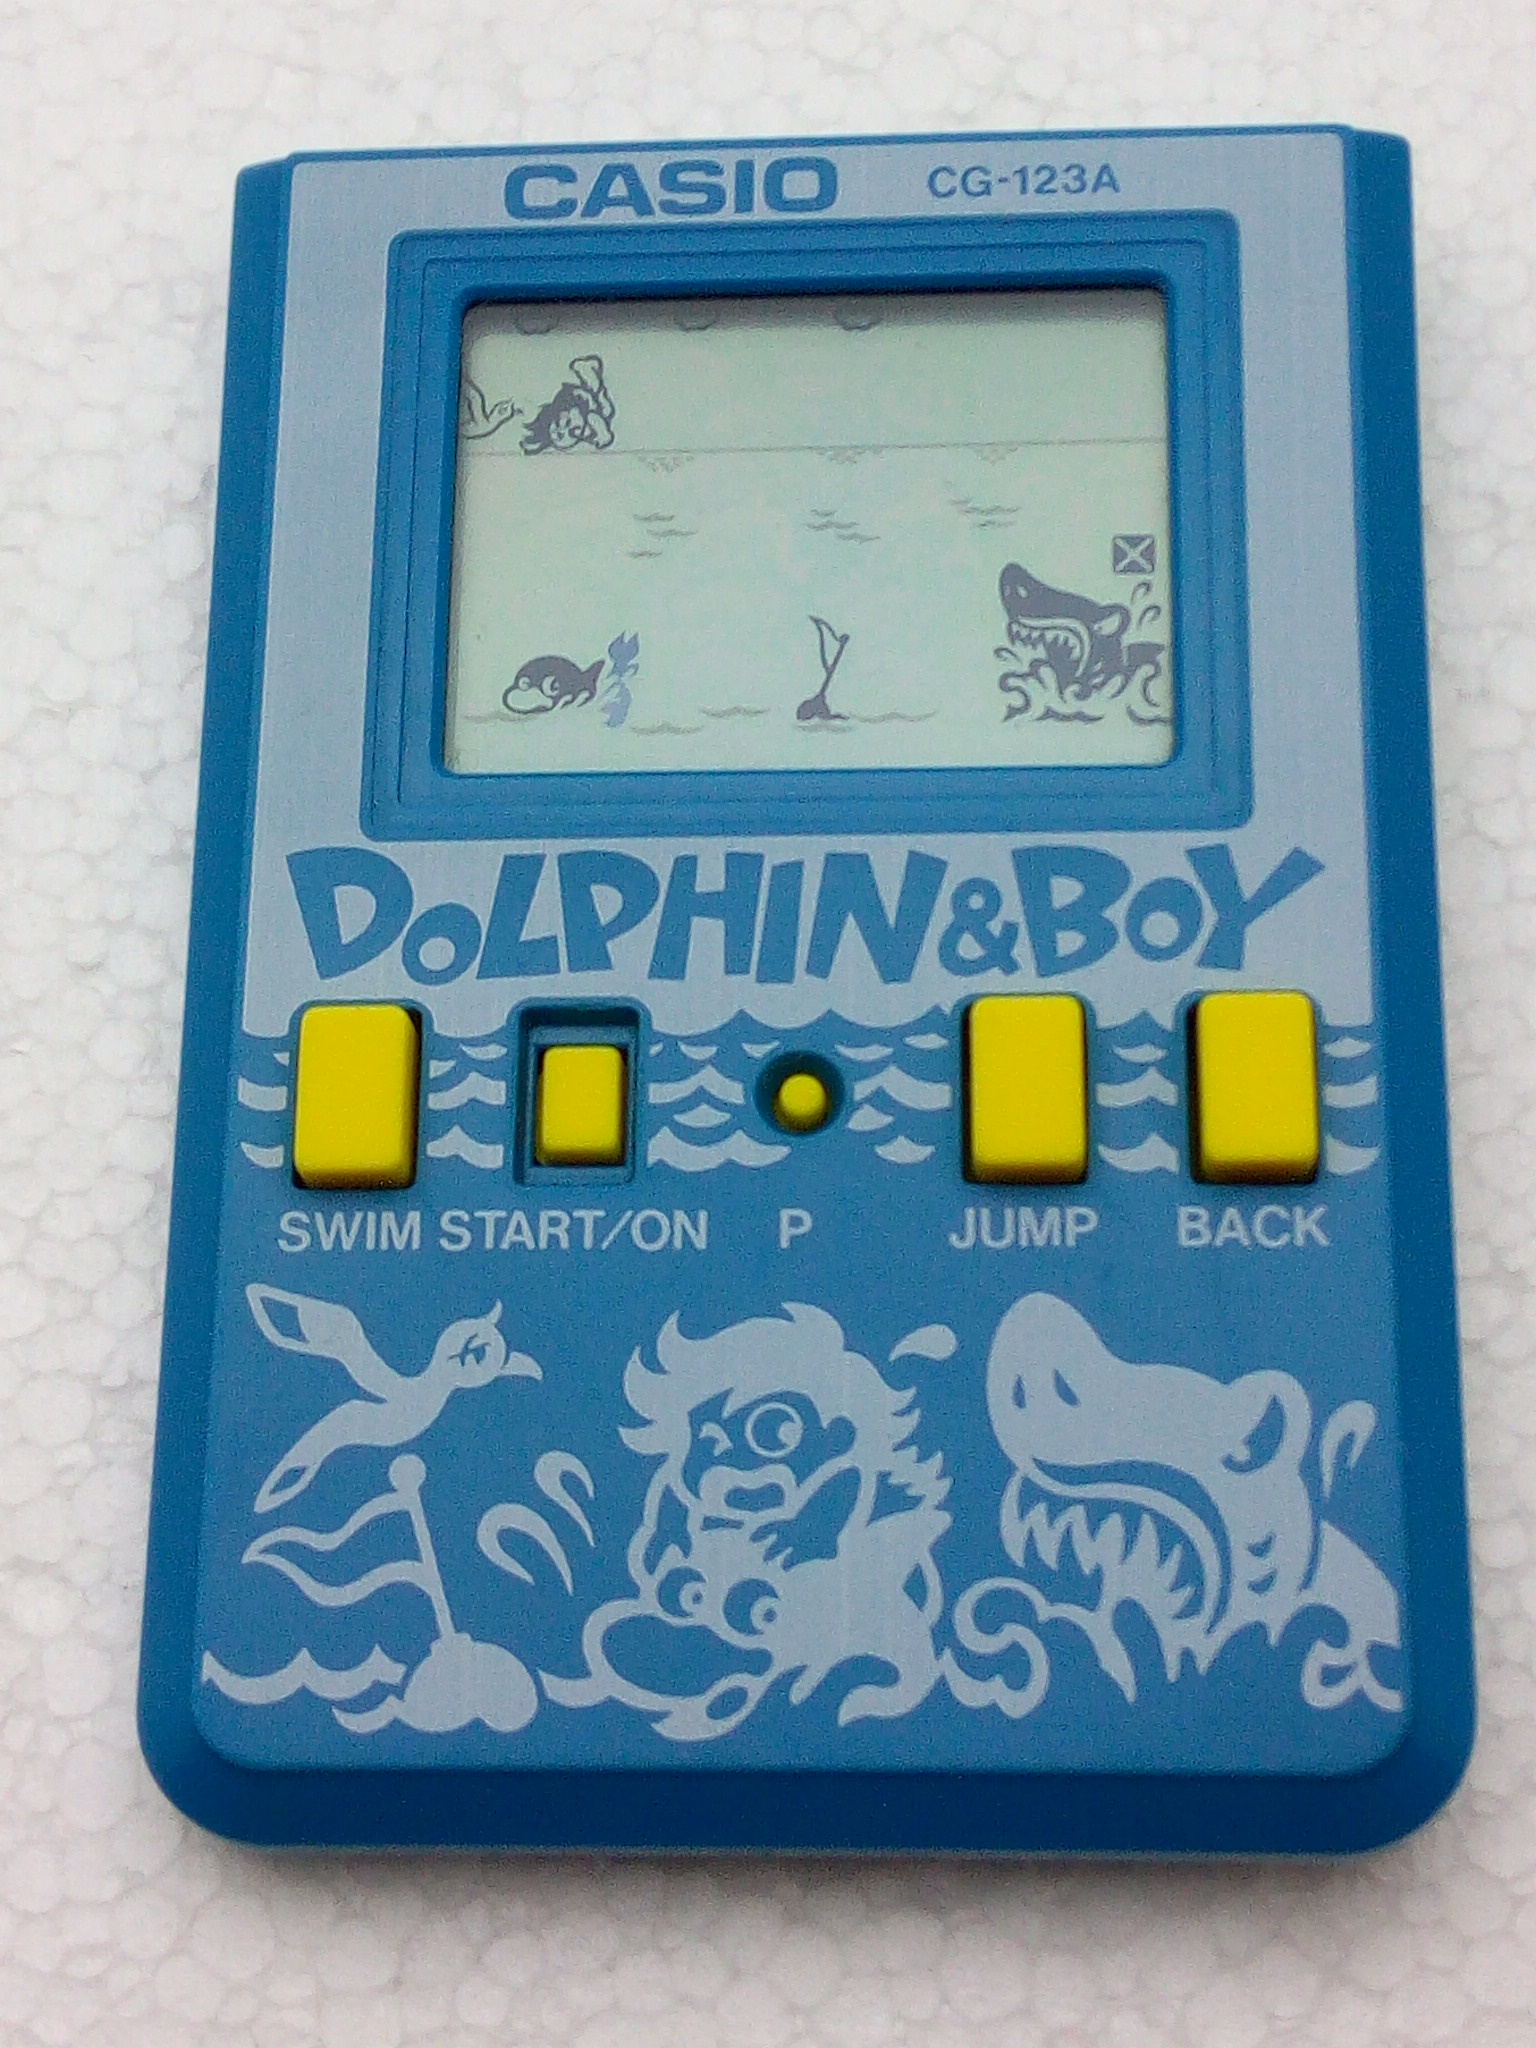 CASIO CG-123A
DOLPHIN&BOY
SWIM START/ON P JUMP BACK